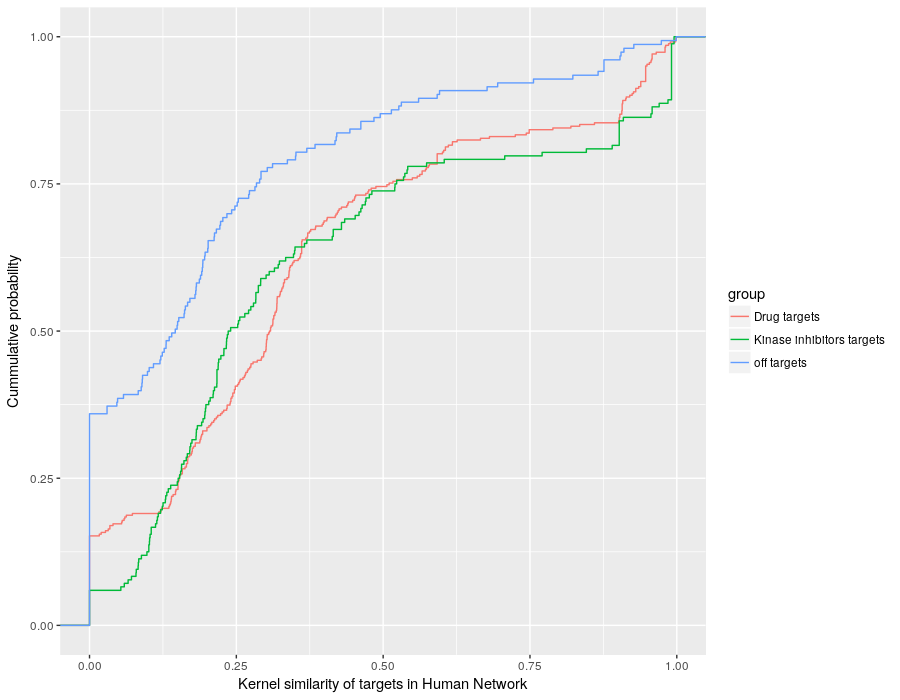 1.00
0.75
0.50
0.25
0.00
Cummulative probability
0.00 0.25 0.50 0.75 1.00
Kernel similarity of targets in Human Network
group
Drug targets
Kinase inhibitors targets
off targets